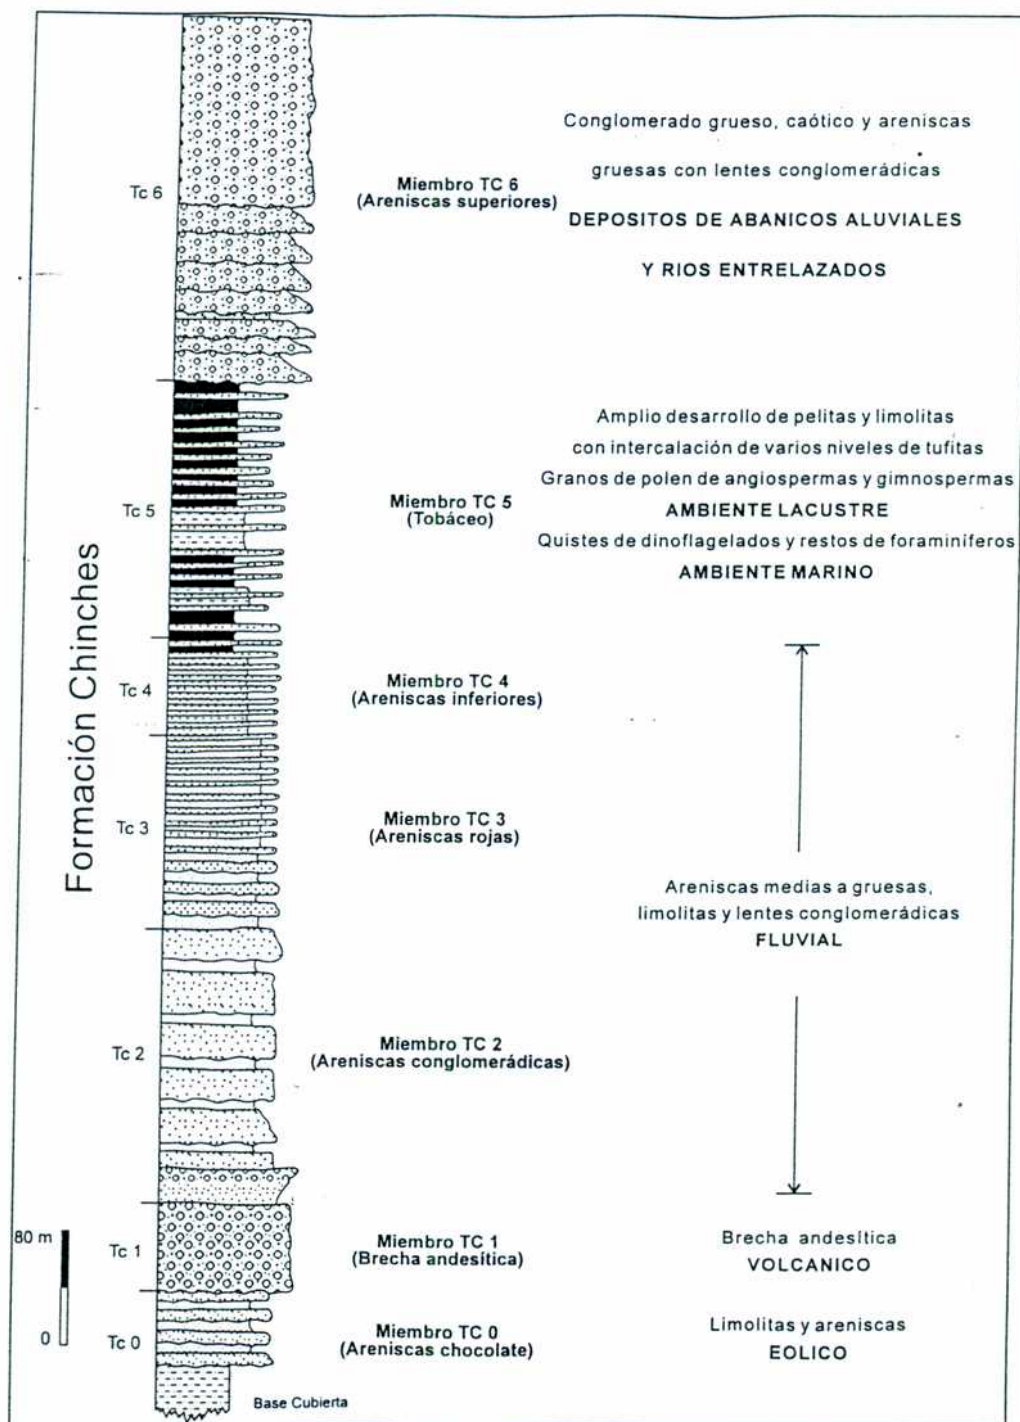 Formación Chinches
Tc 6
Miembro TC 6
(Areniscas superiores)
Conglomerado grueso, caótico y areniscas
gruesas con lentes conglomerádicas
DEPOSITOS DE ABANICOS ALUVIALES
Y RIOS ENTRELAZADOS
Tc 5
Miembro TC 5
(Tobáceo)
Amplio desarrollo de pelitas y limolitas
con intercalación de varios niveles de tufitas
Granos de polen de angiospermas y gimnospermas
AMBIENTE LACUSTRE
Quistes de dinoflagelados y restos de foraminíferos
AMBIENTE MARINO
Tc 4
Miembro TC 4
(Areniscas inferiores)
Tc 3
Miembro TC 3
(Areniscas rojas)
Areniscas medias a gruesas,
limolitas y lentes conglomerádicas
FLUVIAL
Tc 2
Miembro TC 2
(Areniscas conglomerádicas)
80 m
0
Tc 1
Miembro TC 1
(Brecha andesítica)
Brecha andesítica
VOLCANICO
Tc 0
Miembro TC 0
(Areniscas chocolate)
Limolitas y areniscas
EOLICO
Base Cubierta